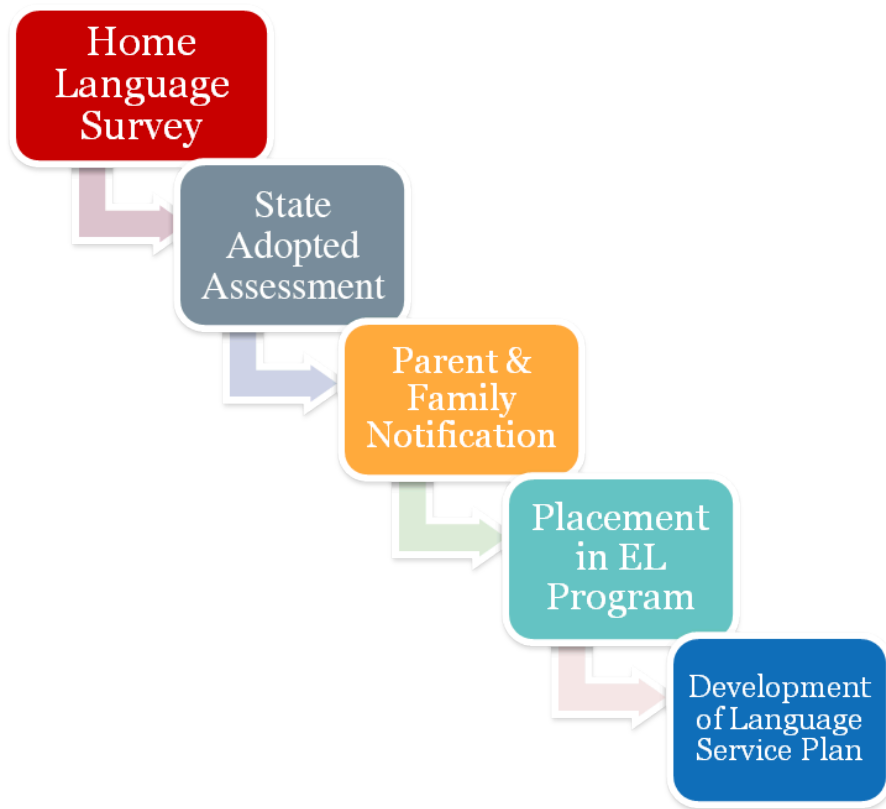 Home
Language
Survey
State
Adopted
Assessment
Parent &
Family
Notification
Placement
in EL
Program
Development
of Language
Service Plan